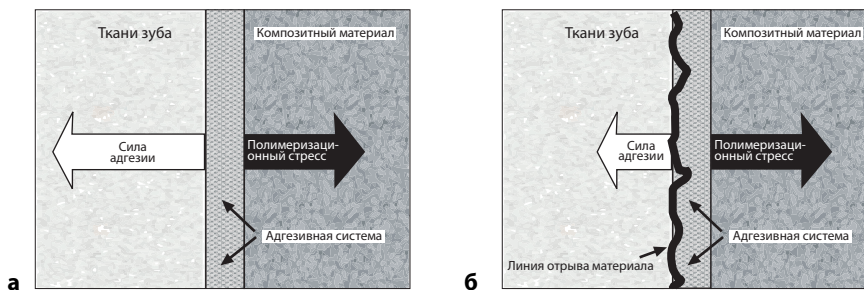 Ткани зуба
Композитный материал
Сила
адгезии
Полимеризаци-
онный стресс
Адгезивная система
а
Ткани зуба
Композитный материал
Сила
адгезии
Полимеризаци-
онный стресс
Адгезивная система
Линия отрыва материала
б